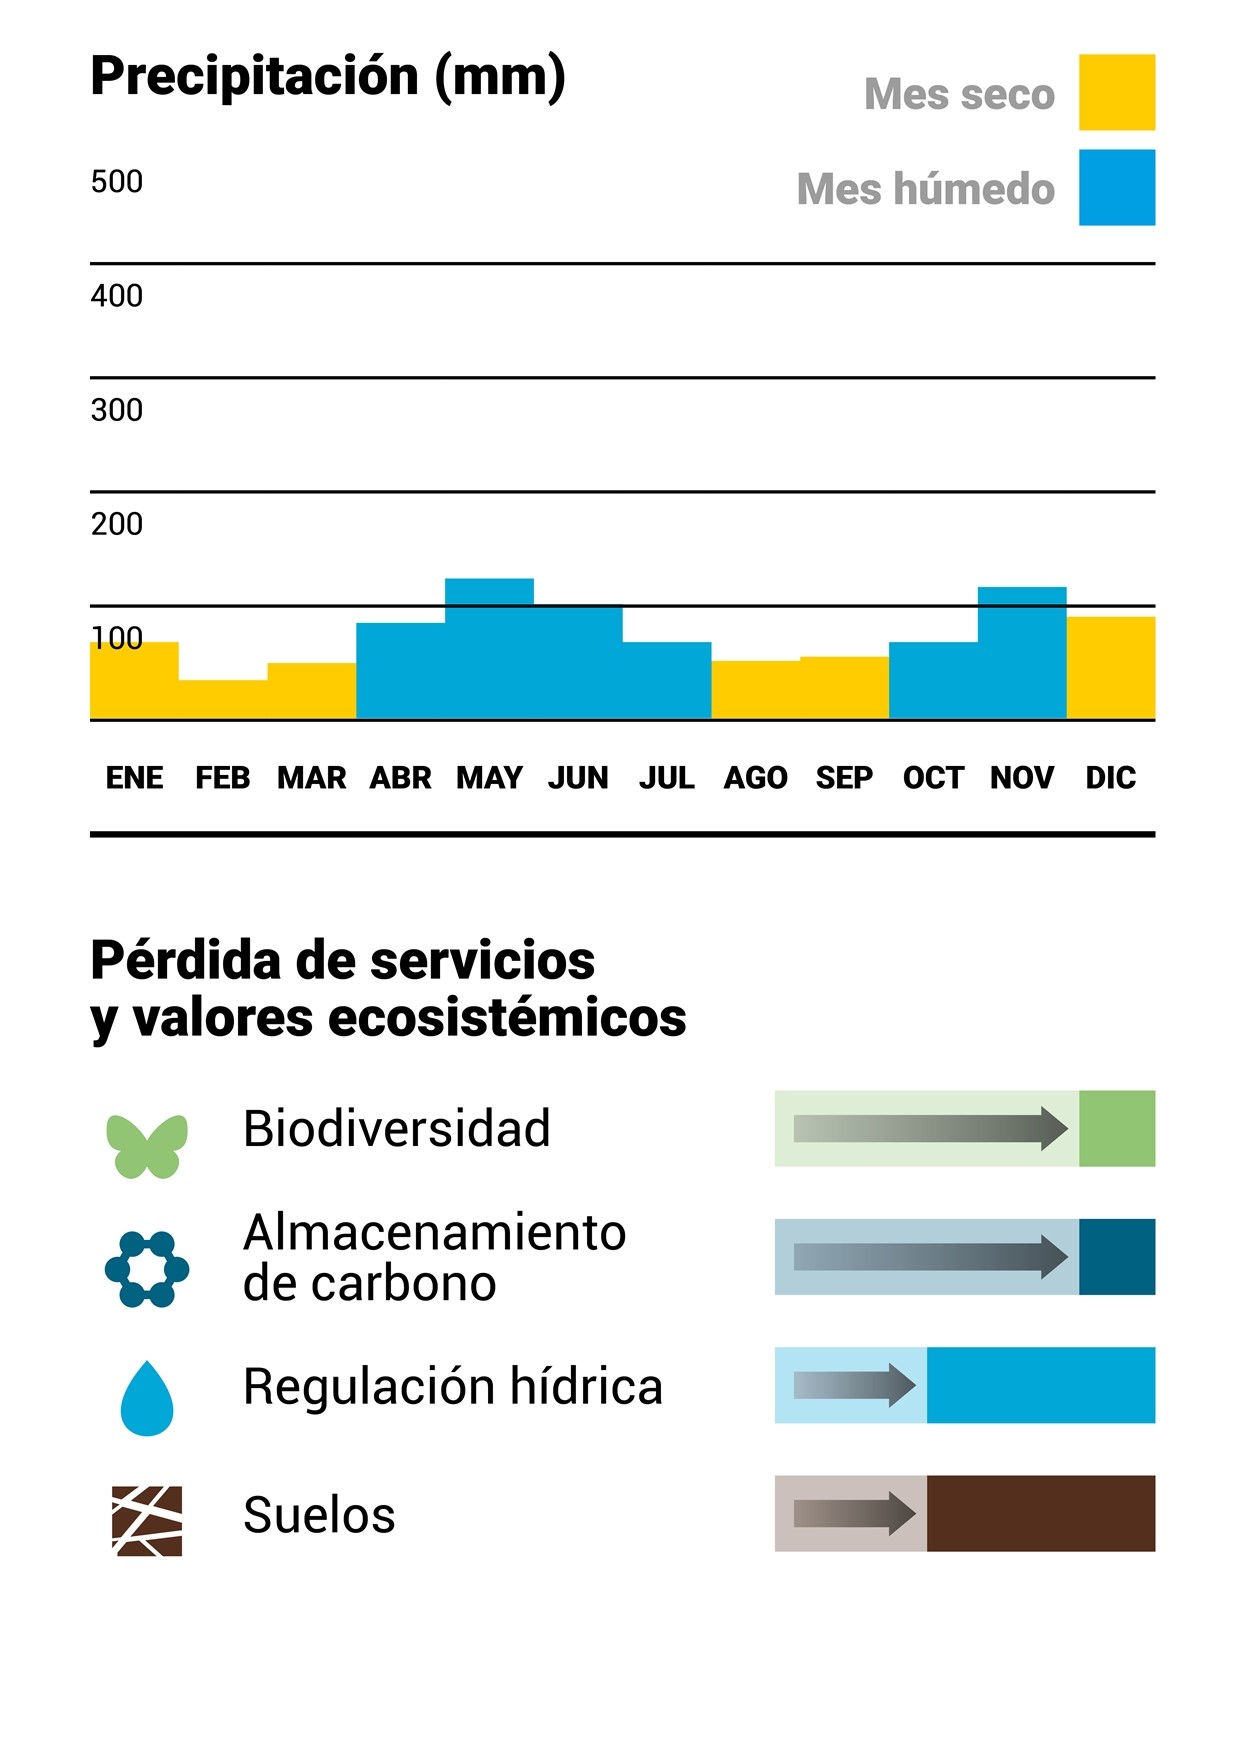 Precipitación (mm)
Mes seco
Mes húmedo
500
400
300
200
100
ENE FEB MAR ABR MAY JUN JUL AGO SEP OCT NOV DIC
Pérdida de servicios
y valores ecosistémicos
Biodiversidad
Almacenamiento
de carbono
Regulación hídrica
Suelos